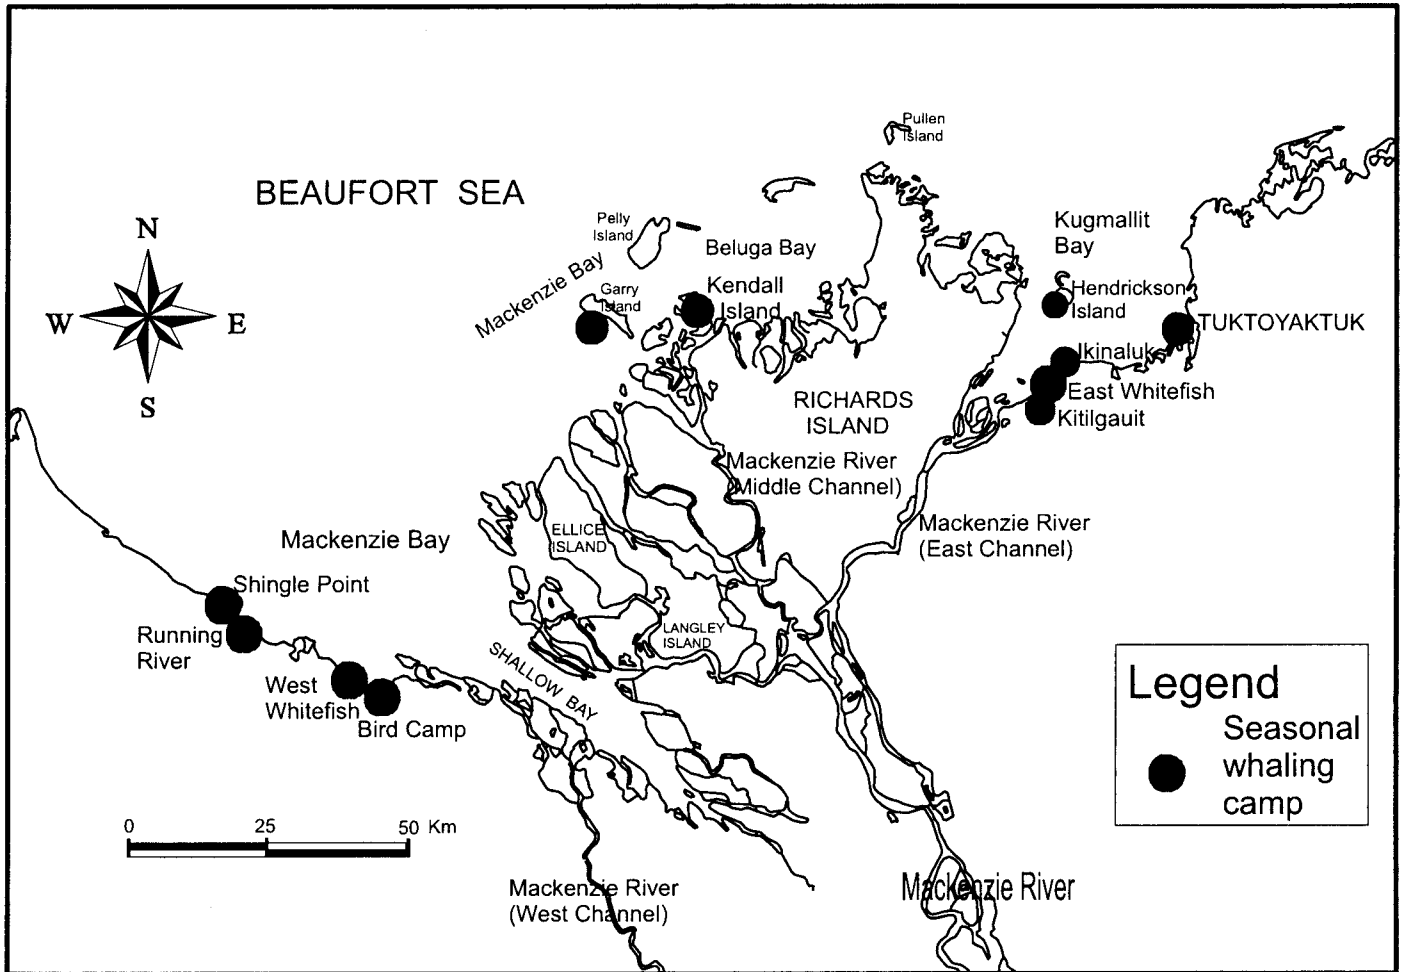 Pullen
Island
BEAUFORT SEA
N
W
E
S
Pelly
Island
Beluga Bay
Kugmallit
Bay
Mackenzie Bay
Garry
Island
Kendall
Island
Hendrickson
Island
TUKTOYAKTUK
Ikinaluk
East Whitefish
Kitilgauit
RICHARDS
ISLAND
Mackenzie River
(Middle Channel)
Mackenzie River
(East Channel)
ELLICE
ISLAND
Mackenzie Bay
Shingle Point
Running
River
LANGLEY
ISLAND
SHALLOW BAY
West
Whitefish
Bird Camp
Legend
Seasonal
whaling
camp
0 25 50 Km
Mackenzie River
(West Channel)
Mackenzie River